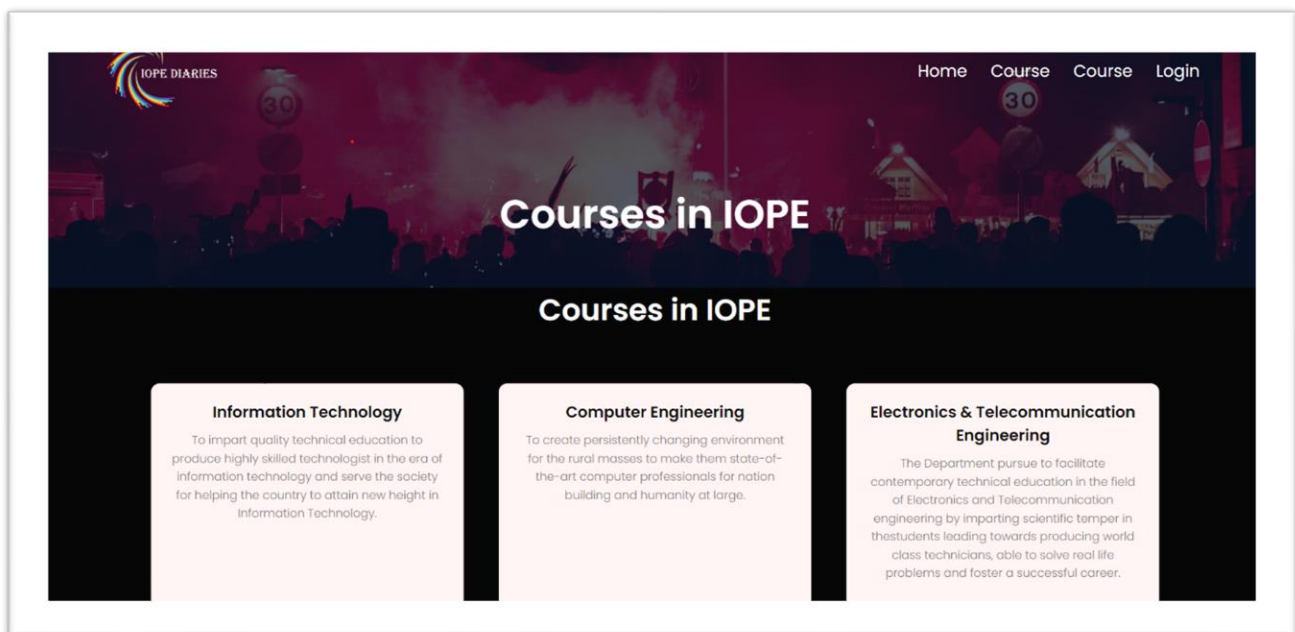 IOPE DIARIES
Home Course Course Login
30
30
Courses in IOPE
Courses in IOPE
Information Technology
To impart quality technical education to
produce highly skilled technologist in the era of
information technology and serve the society
for helping the country to attain new height in
Information Technology.
Computer Engineering
To create persistently changing environment
for the rural masses to make them state-of-
the-art computer professionals for nation
building and humanity at large.
Electronics & Telecommunication
Engineering
The Department pursue to facilitate
contemporary technical education in the field
of Electronics and Telecommunication
engineering by imparting scientific temper in
thestudents leading towards producing world
class technicians, able to solve real life
problems and foster a successful career.